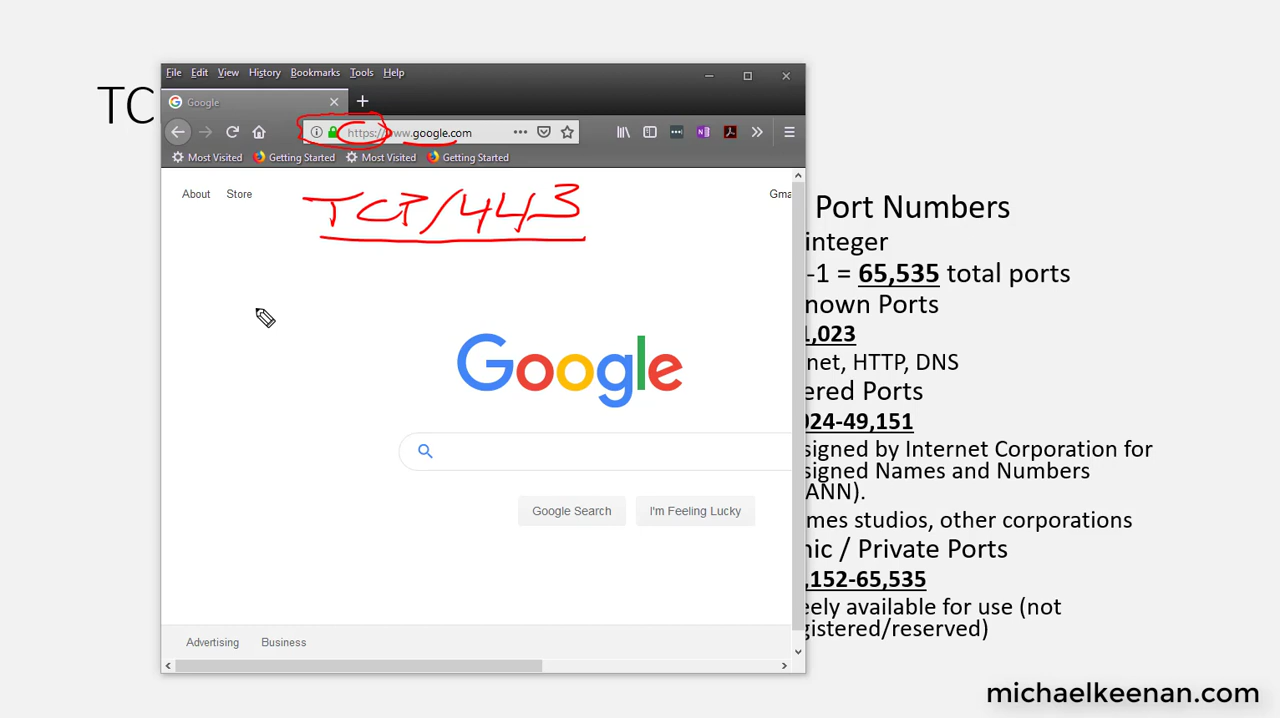 TC
File Edit View History Bookmarks Tools Help
Google
https://www.google.com
Most Visited Getting Started Most Visited Getting Started
About Store Gma
TCP/443
Google
Google Search I'm Feeling Lucky
Advertising Business
Port Numbers
integer
-1 = 65,535 total ports
nown Ports
1,023
net, HTTP, DNS
ered Ports
024-49,151
signed by Internet Corporation for
signed Names and Numbers
ANN).
mes studios, other corporations
nic / Private Ports
,152-65,535
eely available for use (not
gistered/reserved)
michaelkeenan.com